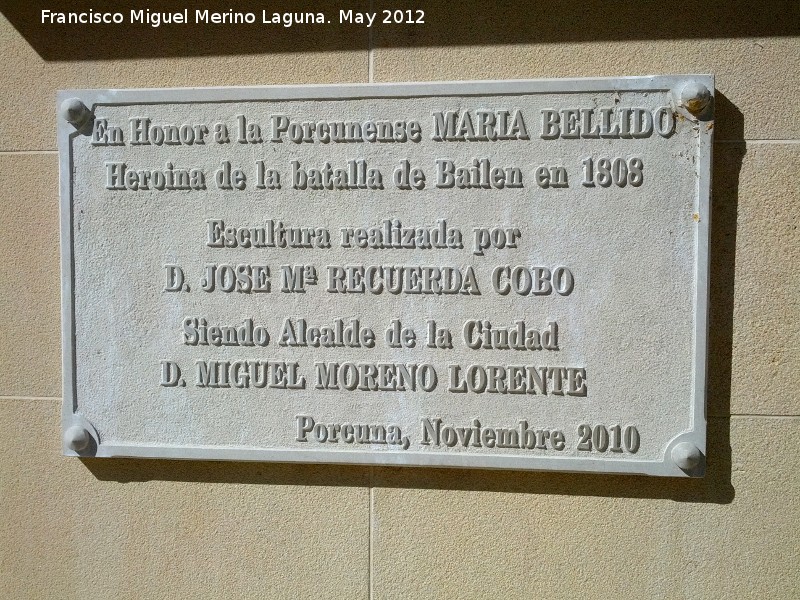 Francisco Miguel Merino Laguna. May 2012
En Honor a la Porcunense MARIA BELLIDO
Heroina de la batalla de Bailen en 1808
Escultura realizada por
D. JOSE Mª RECUERDA COBO
Siendo Alcalde de la Ciudad
D. MIGUEL MORENO LORENTE
Porcuna, Noviembre 2010